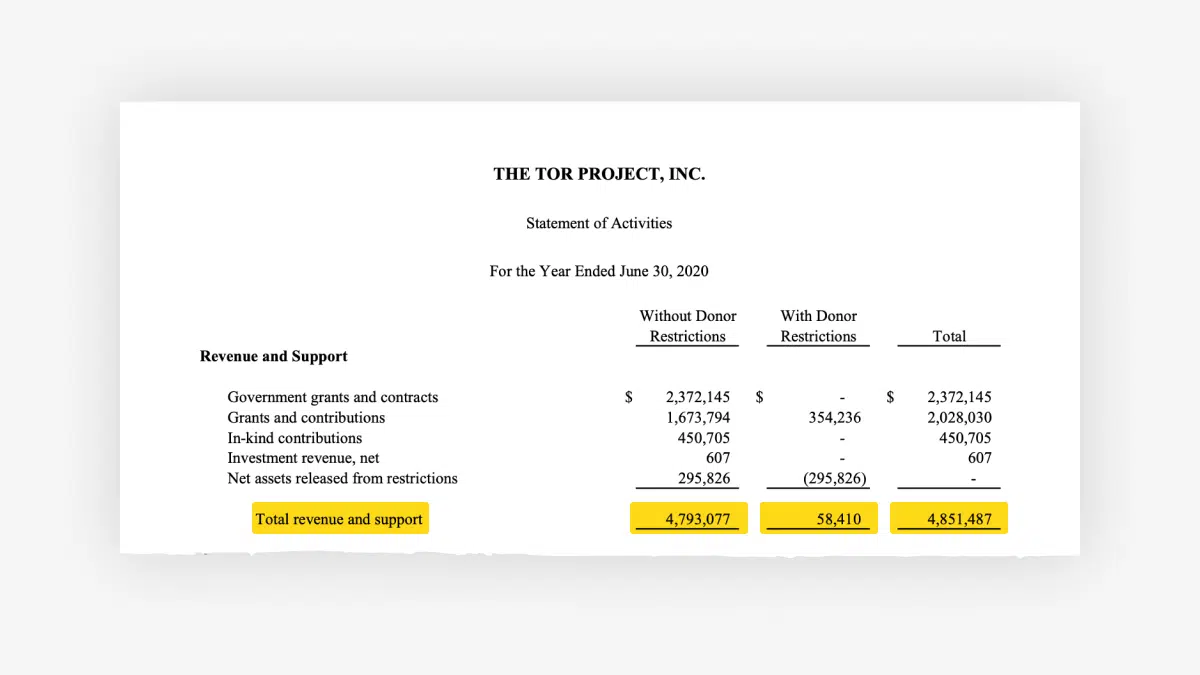 THE TOR PROJECT, INC.
Statement of Activities
For the Year Ended June 30, 2020
Without Donor With Donor
Restrictions Restrictions Total
Revenue and Support
Government grants and contracts $ 2,372,145 $ - $ 2,372,145
Grants and contributions 1,673,794 354,236 2,028,030
In-kind contributions 450,705 - 450,705
Investment revenue, net 607 - 607
Net assets released from restrictions 295,826 (295,826) -
Total revenue and support 4,793,077 58,410 4,851,487